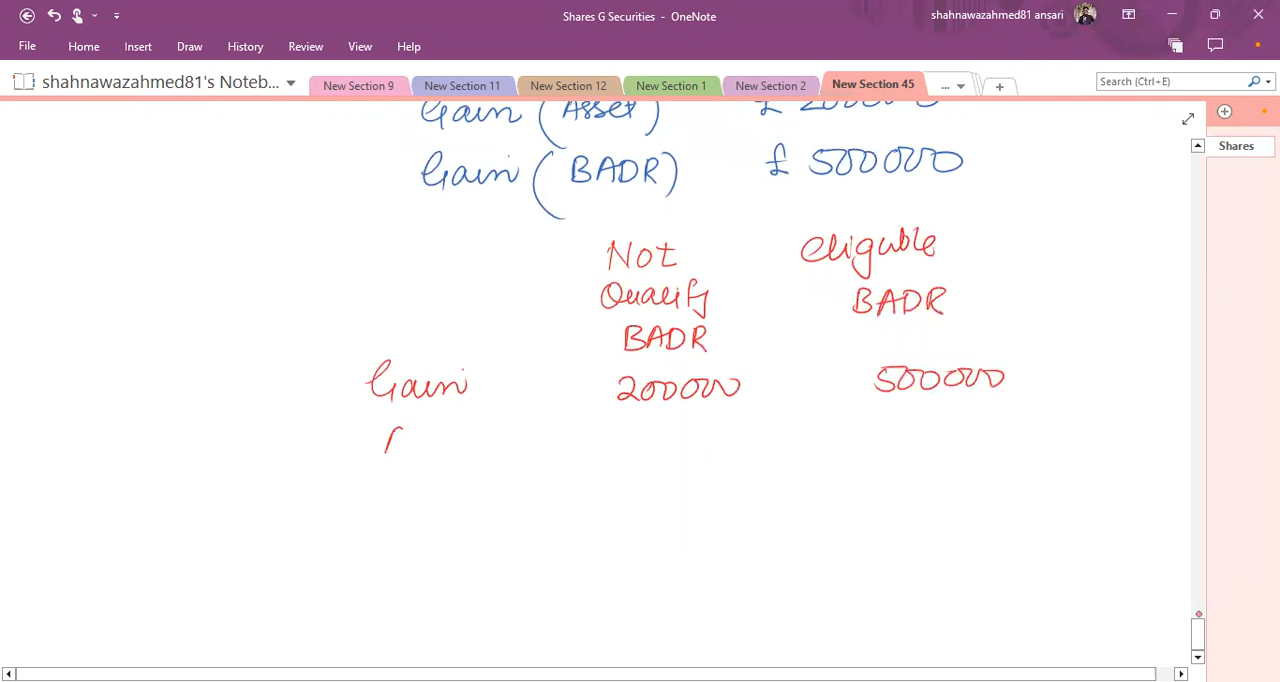 Shares G Securities - OneNote
shahnawazahmed81 ansari
File Home Insert Draw History Review View Help
shahnawazahmed81's Noteb... New Section 9 New Section 11 New Section 12 New Section 1 New Section 2 New Section 45 ... Search (Ctrl+E)
Shares
Gain (Asset) £ 200000
Gain (BADR) £ 500000
Not eligible
Qualify BADR
BADR
Gain 200000 500000